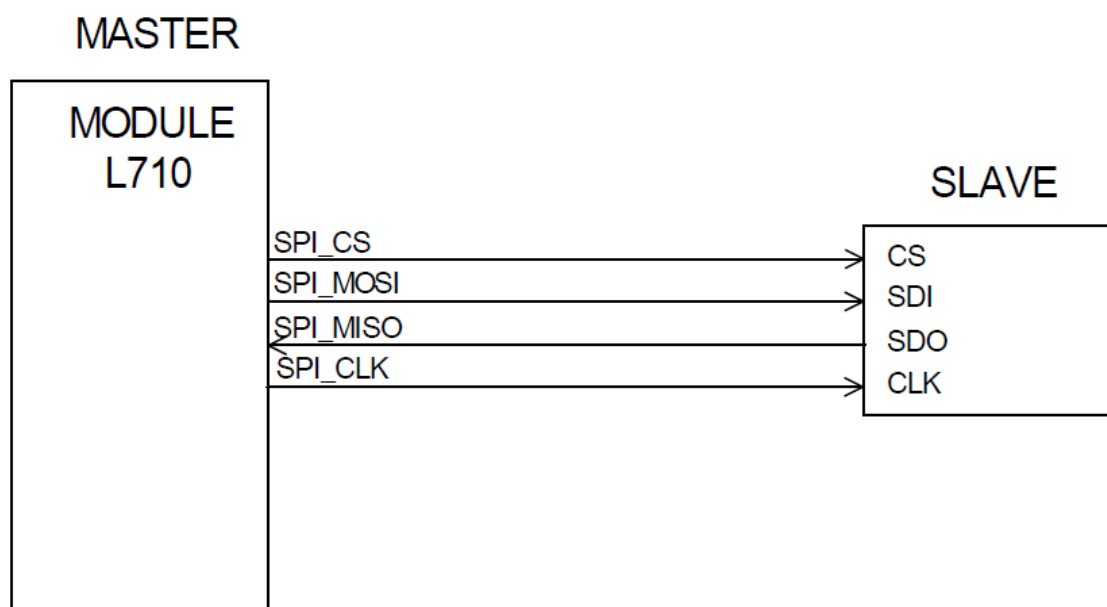 MASTER
MODULE
L710
SLAVE
SPI_CS
CS
SPI_MOSI
SDI
SPI_MISO
SDO
SPI_CLK
CLK